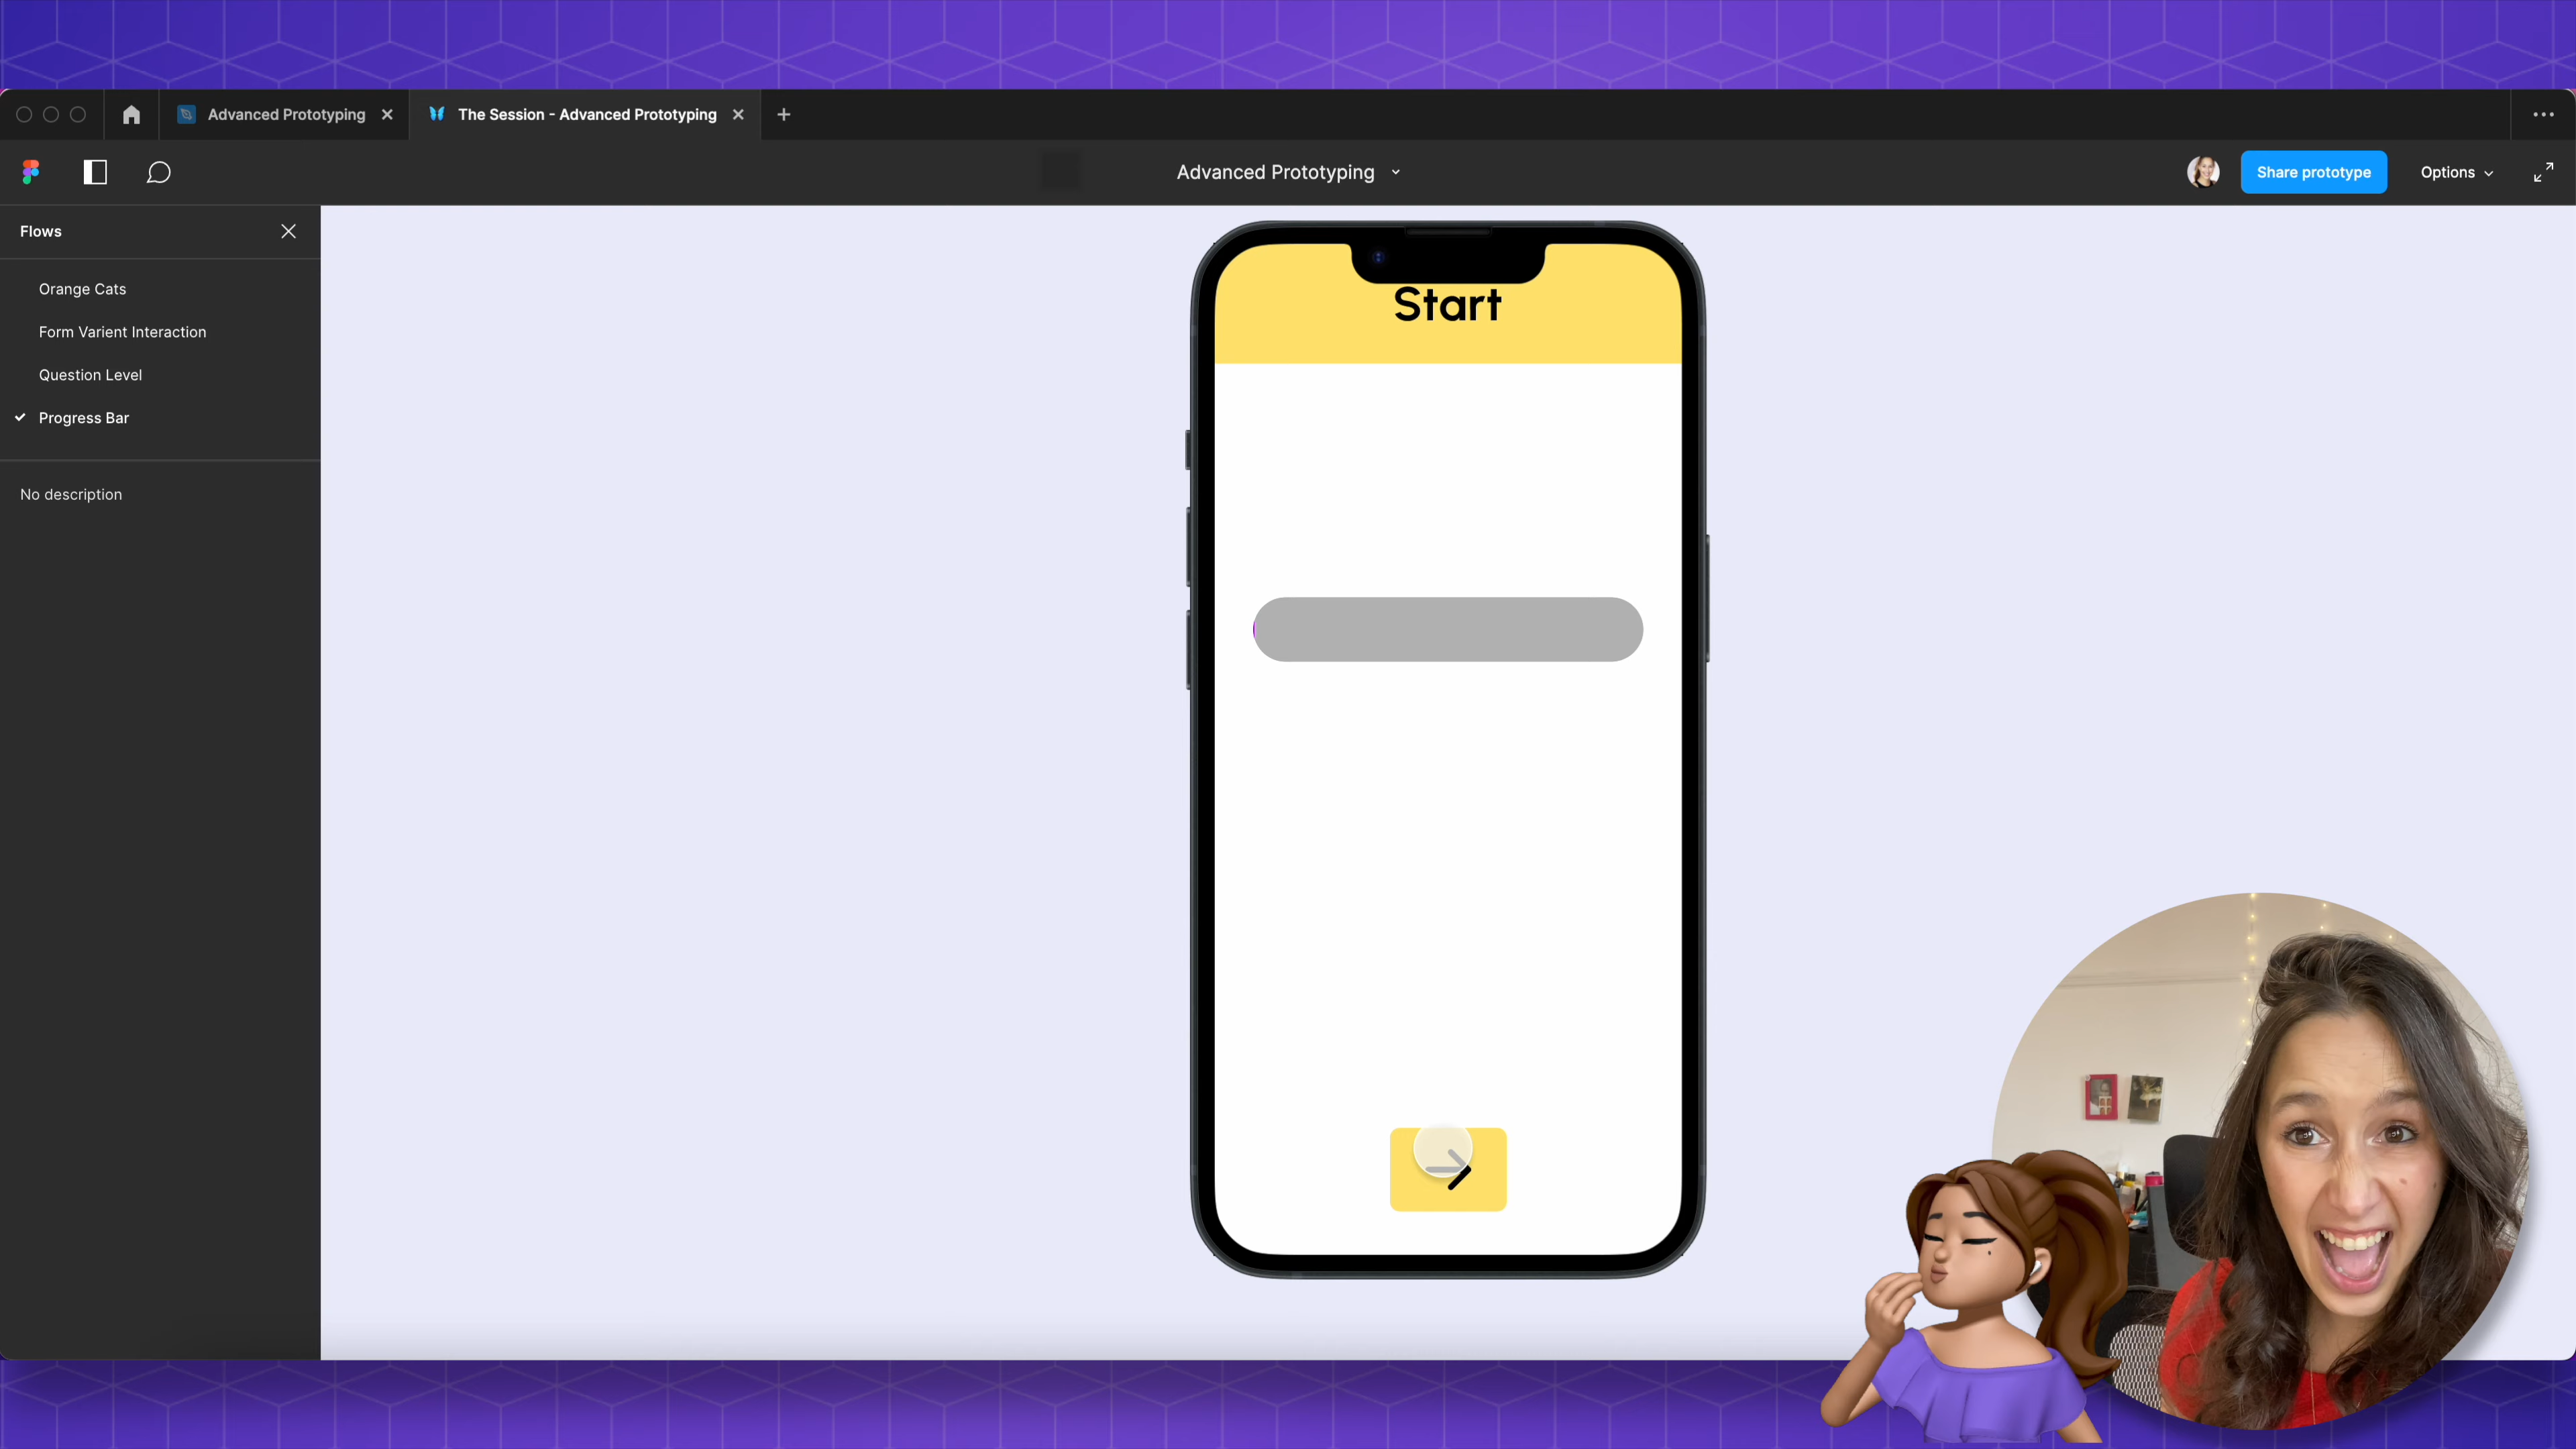 Advanced Prototyping
The Session - Advanced Prototyping
Advanced Prototyping
Share prototype
Options
Flows
Orange Cats
Form Varient Interaction
Question Level
Progress Bar
No description
Start